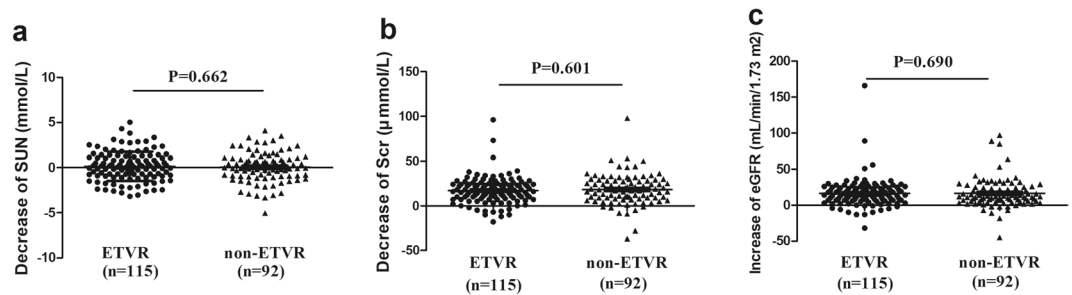 a
Decrease of SUN (mmol/L)
10
5
0
-5
-10
P=0.662
ETVR
(n=115)
non-ETVR
(n=92)
b
Decrease of Scr (μmmol/L)
150
100
50
0
-50
P=0.601
ETVR
(n=115)
non-ETVR
(n=92)
c
Increase of eGFR (mL/min/1.73 m2)
200
150
100
50
0
-50
P=0.690
ETVR
(n=115)
non-ETVR
(n=92)